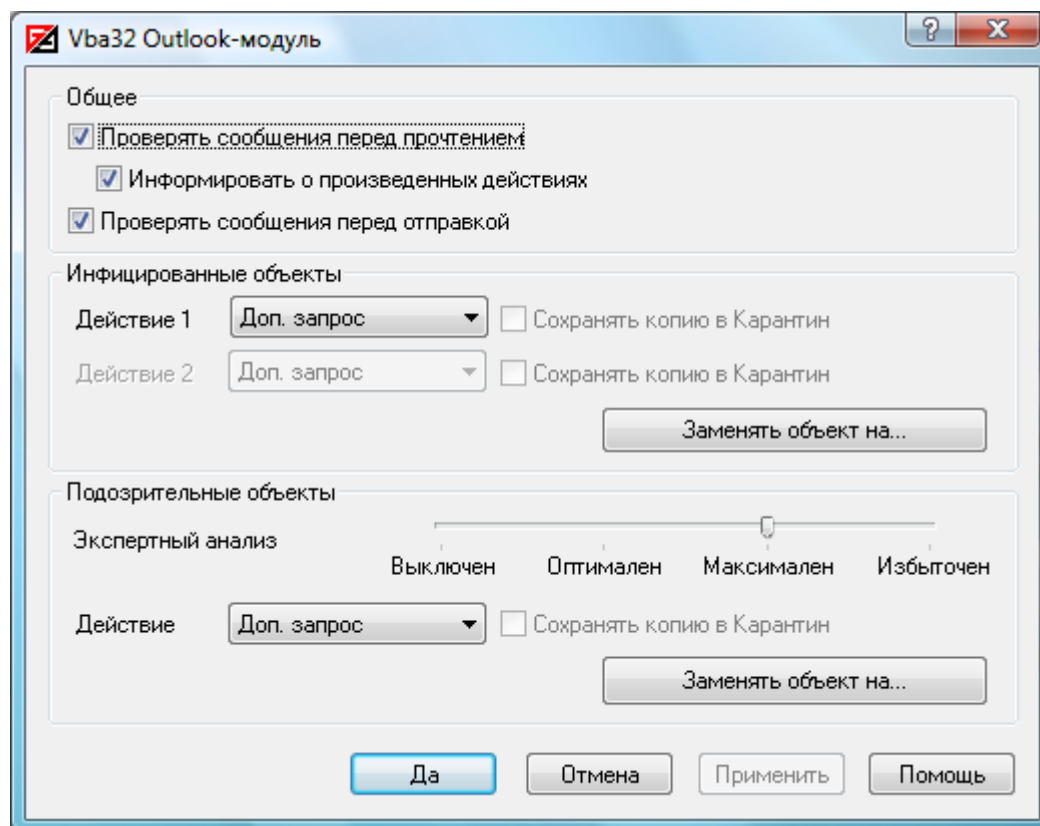 Vba32 Outlook-модуль
Общее
Проверять сообщения перед прочтением
Информировать о произведенных действиях
Проверять сообщения перед отправкой
Инфицированные объекты
Действие 1 Доп. запрос Сохранять копию в Карантин
Действие 2 Доп. запрос Сохранять копию в Карантин
Заменять объект на...
Подозрительные объекты
Экспертный анализ
Выключен Оптимален Максимален Избыточен
Действие Доп. запрос Сохранять копию в Карантин
Заменять объект на...
Да Отмена Применить Помощь